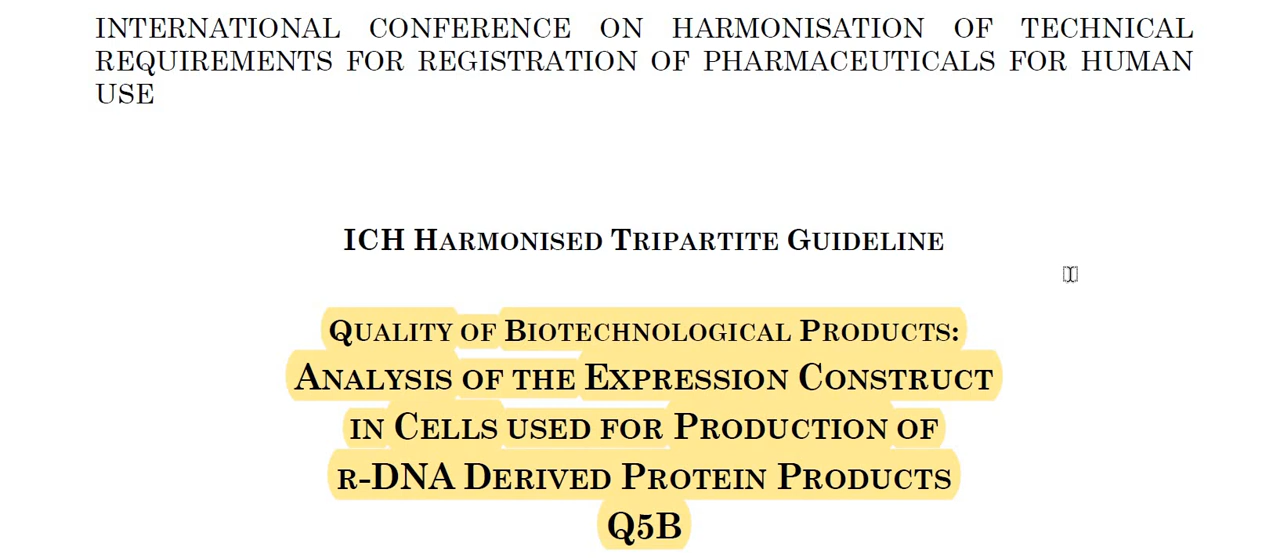 INTERNATIONAL CONFERENCE ON HARMONISATION OF TECHNICAL
REQUIREMENTS FOR REGISTRATION OF PHARMACEUTICALS FOR HUMAN
USE
ICH HARMONISED TRIPARTITE GUIDELINE
QUALITY OF BIOTECHNOLOGICAL PRODUCTS:
ANALYSIS OF THE EXPRESSION CONSTRUCT
IN CELLS USED FOR PRODUCTION OF
R-DNA DERIVED PROTEIN PRODUCTS
Q5B